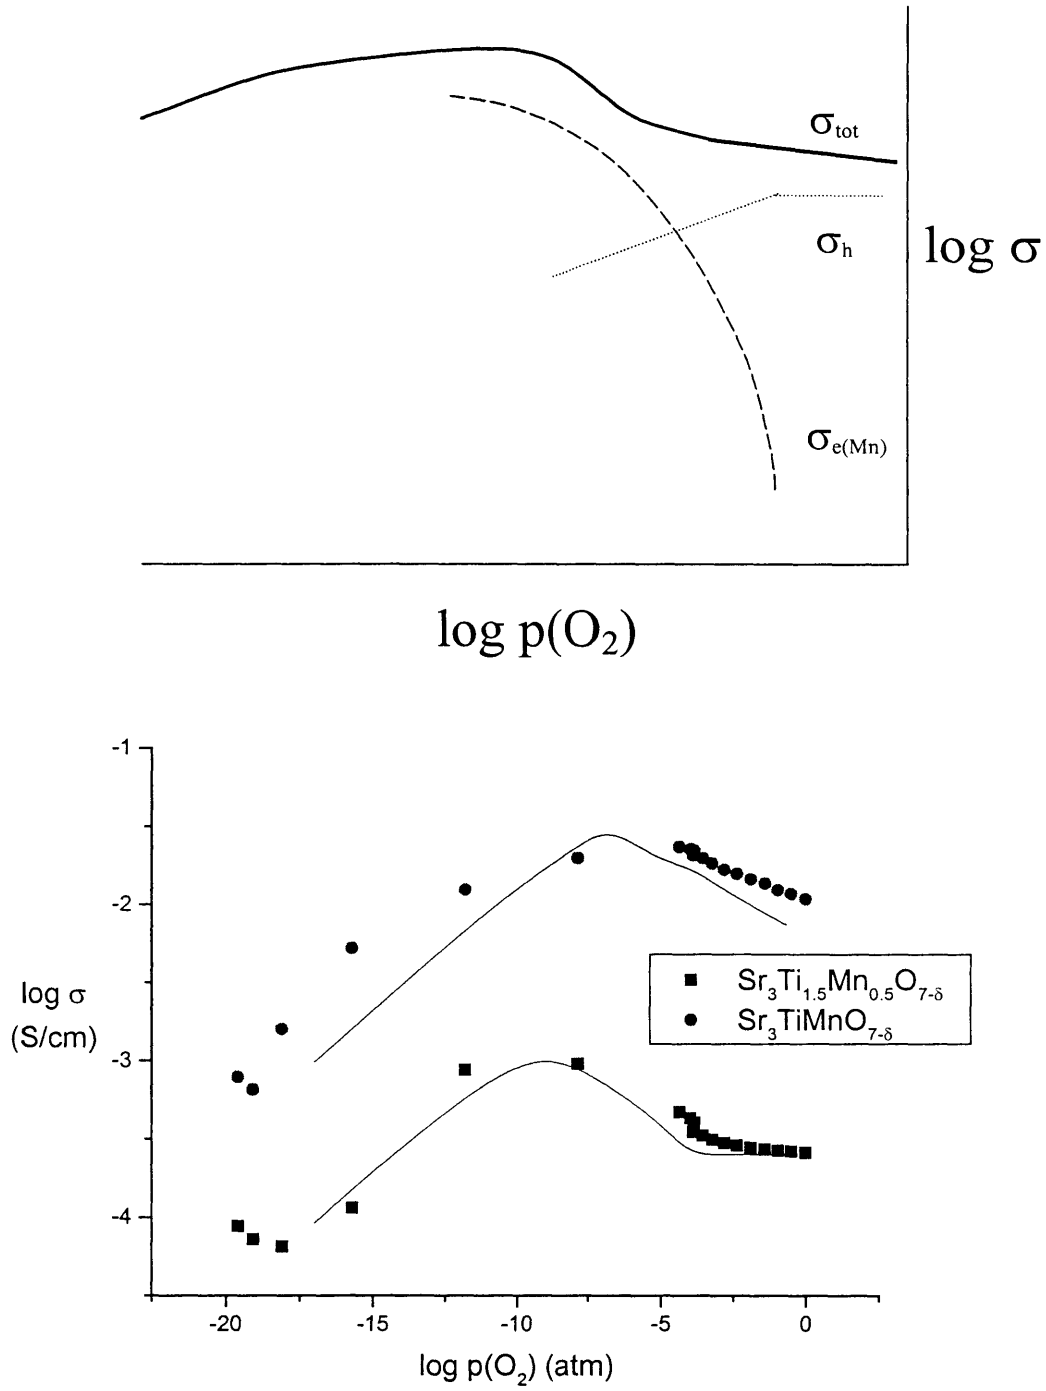 σtot
σh
log σ
σe(Mn)
log p(O2)
-1
-2
-3
-4
log σ
(S/cm)
Sr3Ti1.5Mn0.5O7-δ
Sr3TiMnO7-δ
-20 -15 -10 -5 0
log p(O2) (atm)